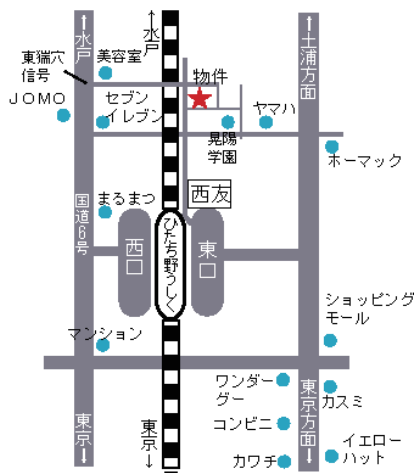 ↑水戸
↑水戸
↑土浦方面
東猯穴
信号
美容室
物件
JOMO
セブン
イレブン
ヤマハ
晃陽
学園
ホーマック
国道6号
まるまつ
西友
西口
ひたち野うしく
東口
ショッピング
モール
マンション
ワンダー
グー
カスミ
コンビニ
イエロー
ハット
カワチ
東京↓
東京↓
東京方面↓